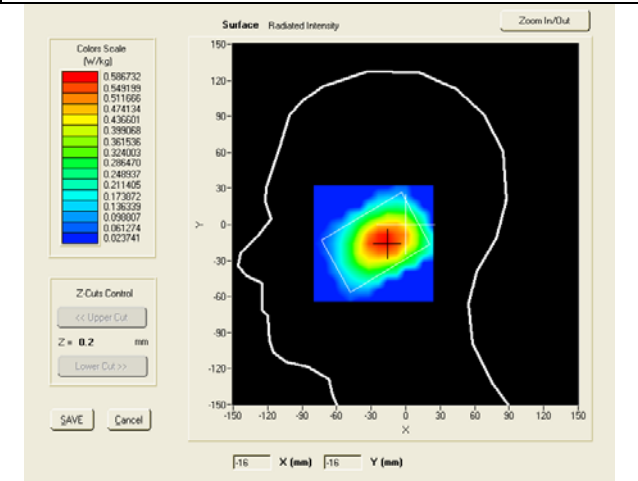 Surface Radiated Intensity
Zoom In/Out
Colors Scale
(W/kg)
0.586732
0.549199
0.511666
0.474134
0.436601
0.399068
0.361536
0.324003
0.286470
0.248937
0.211405
0.173872
0.136339
0.098807
0.061274
0.023741
Z-Cuts Control
<< Upper Cut
Z = 0.2 mm
Lower Cut >>
SAVE Cancel
150-
120-
90-
60-
30-
0-
-30-
-60-
-90-
-120-
-150-
Y
-150 -120 -90 -60 -30 0 30 60 90 120 150
X
-16 X (mm) -16 Y (mm)